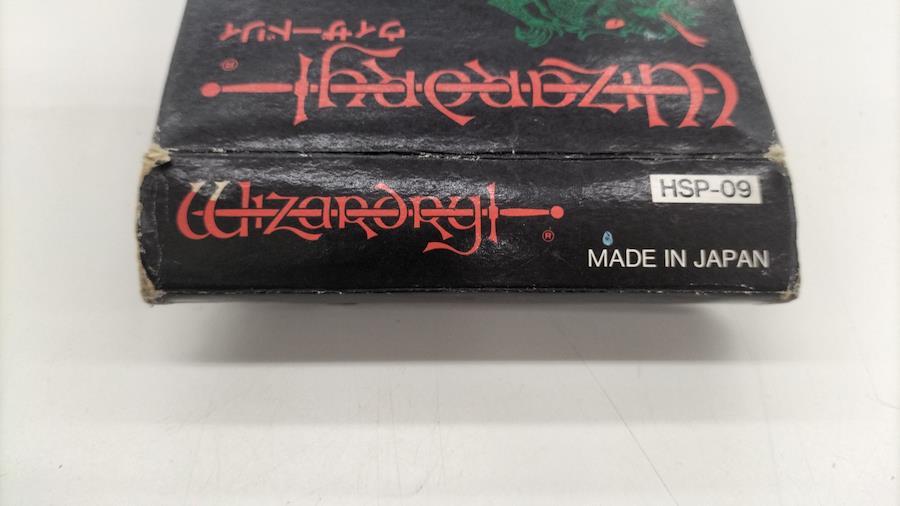 ウィザードリィ
Wizardry®
Wizardry®
HSP-09
MADE IN JAPAN